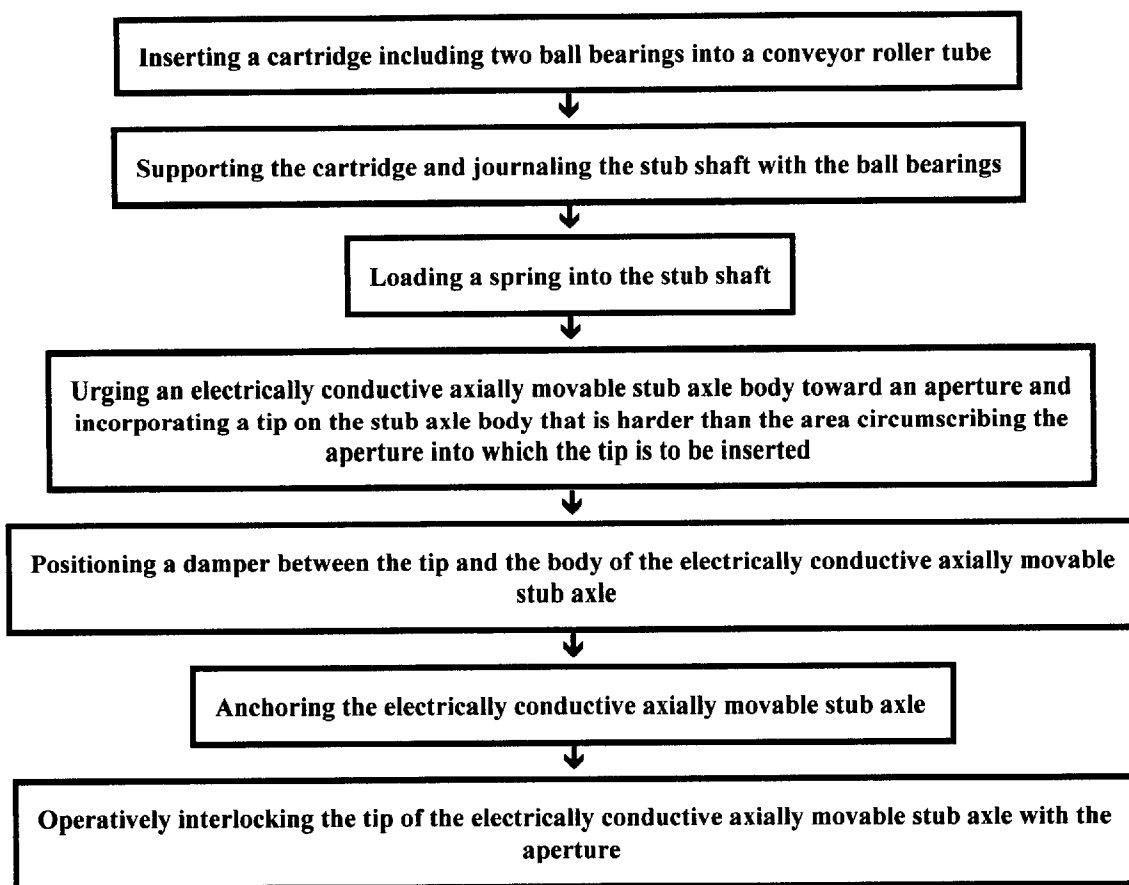 Inserting a cartridge including two ball bearings into a conveyor roller tube
Supporting the cartridge and journaling the stub shaft with the ball bearings
Loading a spring into the stub shaft
Urging an electrically conductive axially movable stub axle body toward an aperture and
incorporating a tip on the stub axle body that is harder than the area circumscribing the
aperture into which the tip is to be inserted
Positioning a damper between the tip and the body of the electrically conductive axially movable
stub axle
Anchoring the electrically conductive axially movable stub axle
Operatively interlocking the tip of the electrically conductive axially movable stub axle with the
aperture